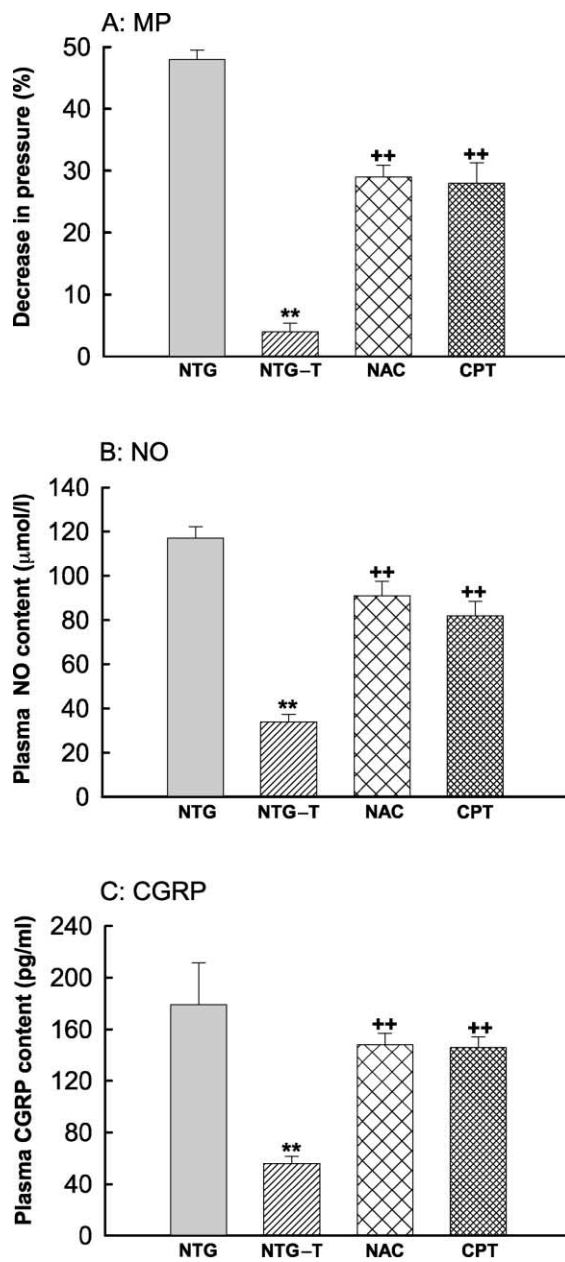 A: MP
Decrease in pressure (%)
50
40
30
20
10
0
**
++
++
NTG
NTG–T
NAC
CPT
B: NO
Plasma NO content (μmol/l)
140
120
100
80
60
40
20
0
**
++
++
NTG
NTG–T
NAC
CPT
C: CGRP
Plasma CGRP content (pg/ml)
240
200
160
120
80
40
0
**
++
++
NTG
NTG–T
NAC
CPT